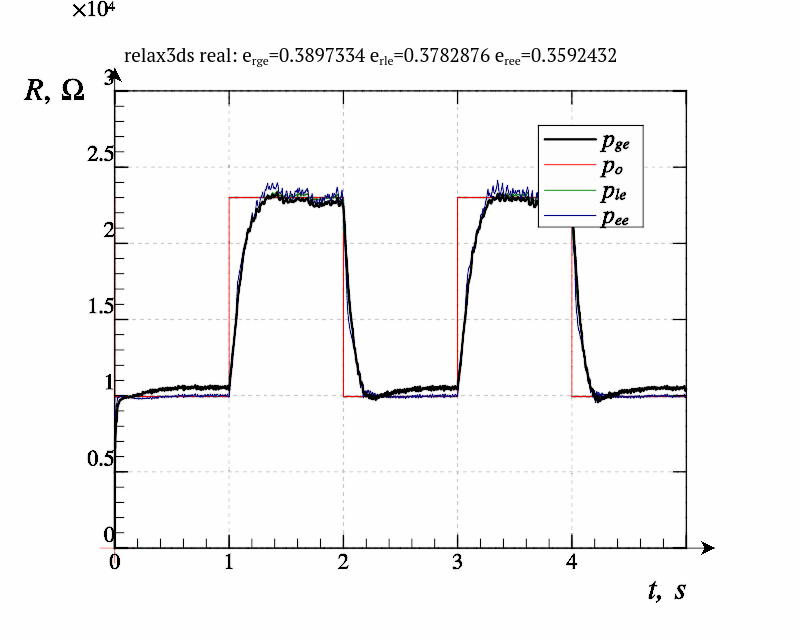 ×10⁴
relax3ds real: e_rge=0.3897334 e_rle=0.3782876 e_ree=0.3592432
R, Ω
3
2.5
2
1.5
1
0.5
0
p_ge
p_o
p_le
p_ee
0 1 2 3 4
t, s